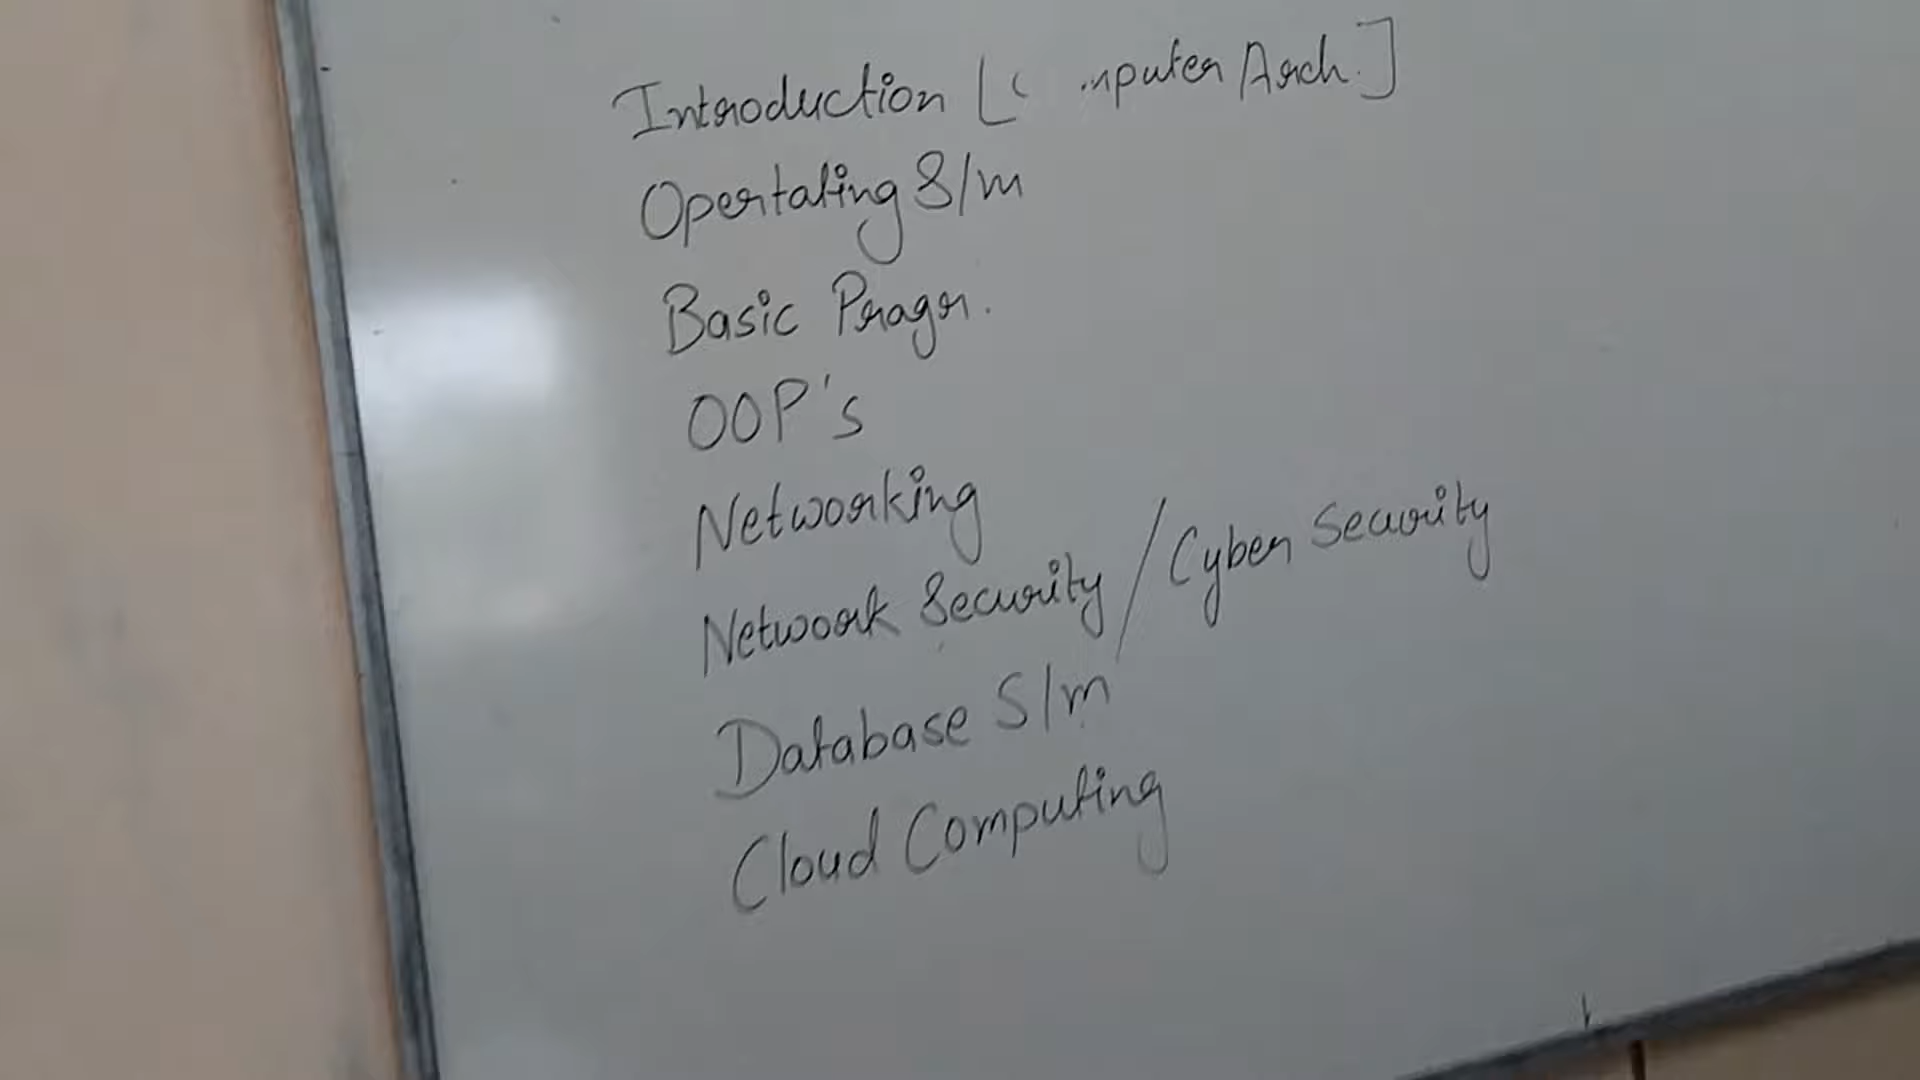 Introduction [C mputer Arch.]
Opertating S/m
Basic Progr.
OOP's
Networking
Network Security / Cyber Security
Database S/m
Cloud Computing